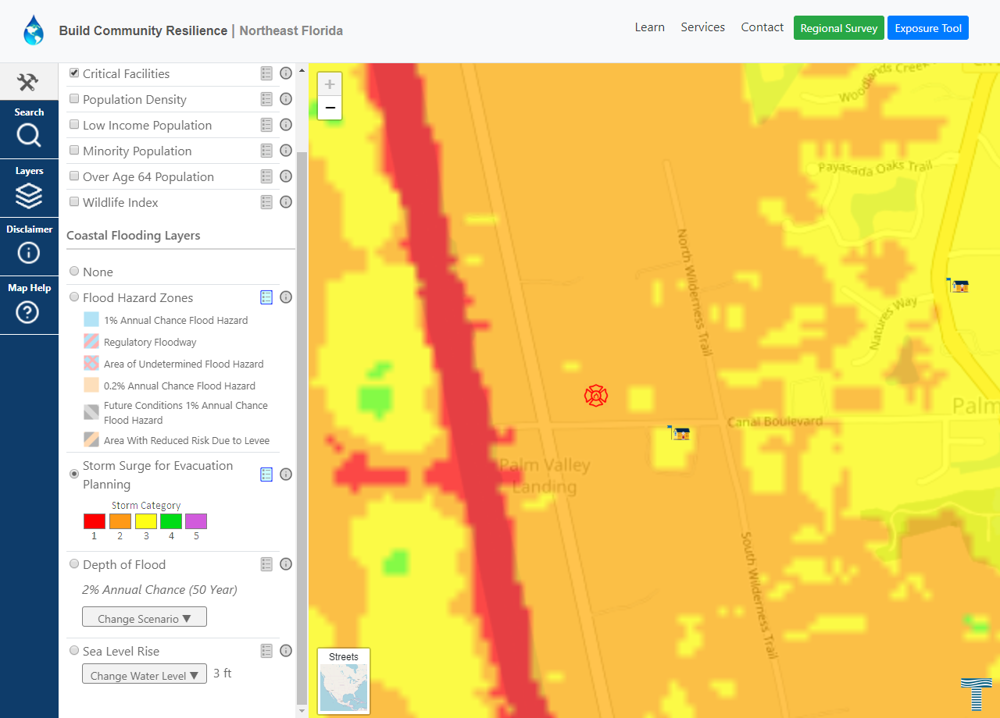 Build Community Resilience | Northeast Florida
Learn
Services
Contact
Regional Survey
Exposure Tool
Search
Layers
Disclaimer
Map Help
Critical Facilities
Population Density
Low Income Population
Minority Population
Over Age 64 Population
Wildlife Index
Coastal Flooding Layers
None
Flood Hazard Zones
1% Annual Chance Flood Hazard
Regulatory Floodway
Area of Undetermined Flood Hazard
0.2% Annual Chance Flood Hazard
Future Conditions 1% Annual Chance
Flood Hazard
Area With Reduced Risk Due to Levee
Storm Surge for Evacuation
Planning
Storm Category
1 2 3 4 5
Depth of Flood
2% Annual Chance (50 Year)
Change Scenario ▼
Sea Level Rise
Change Water Level ▼ 3 ft
+
−
Woodlands Creek
Payasada Oaks Trail
North Wilderness Trail
Natures Way
Palm
Canal Boulevard
Palm Valley
Landing
South Wilderness Trail
Streets